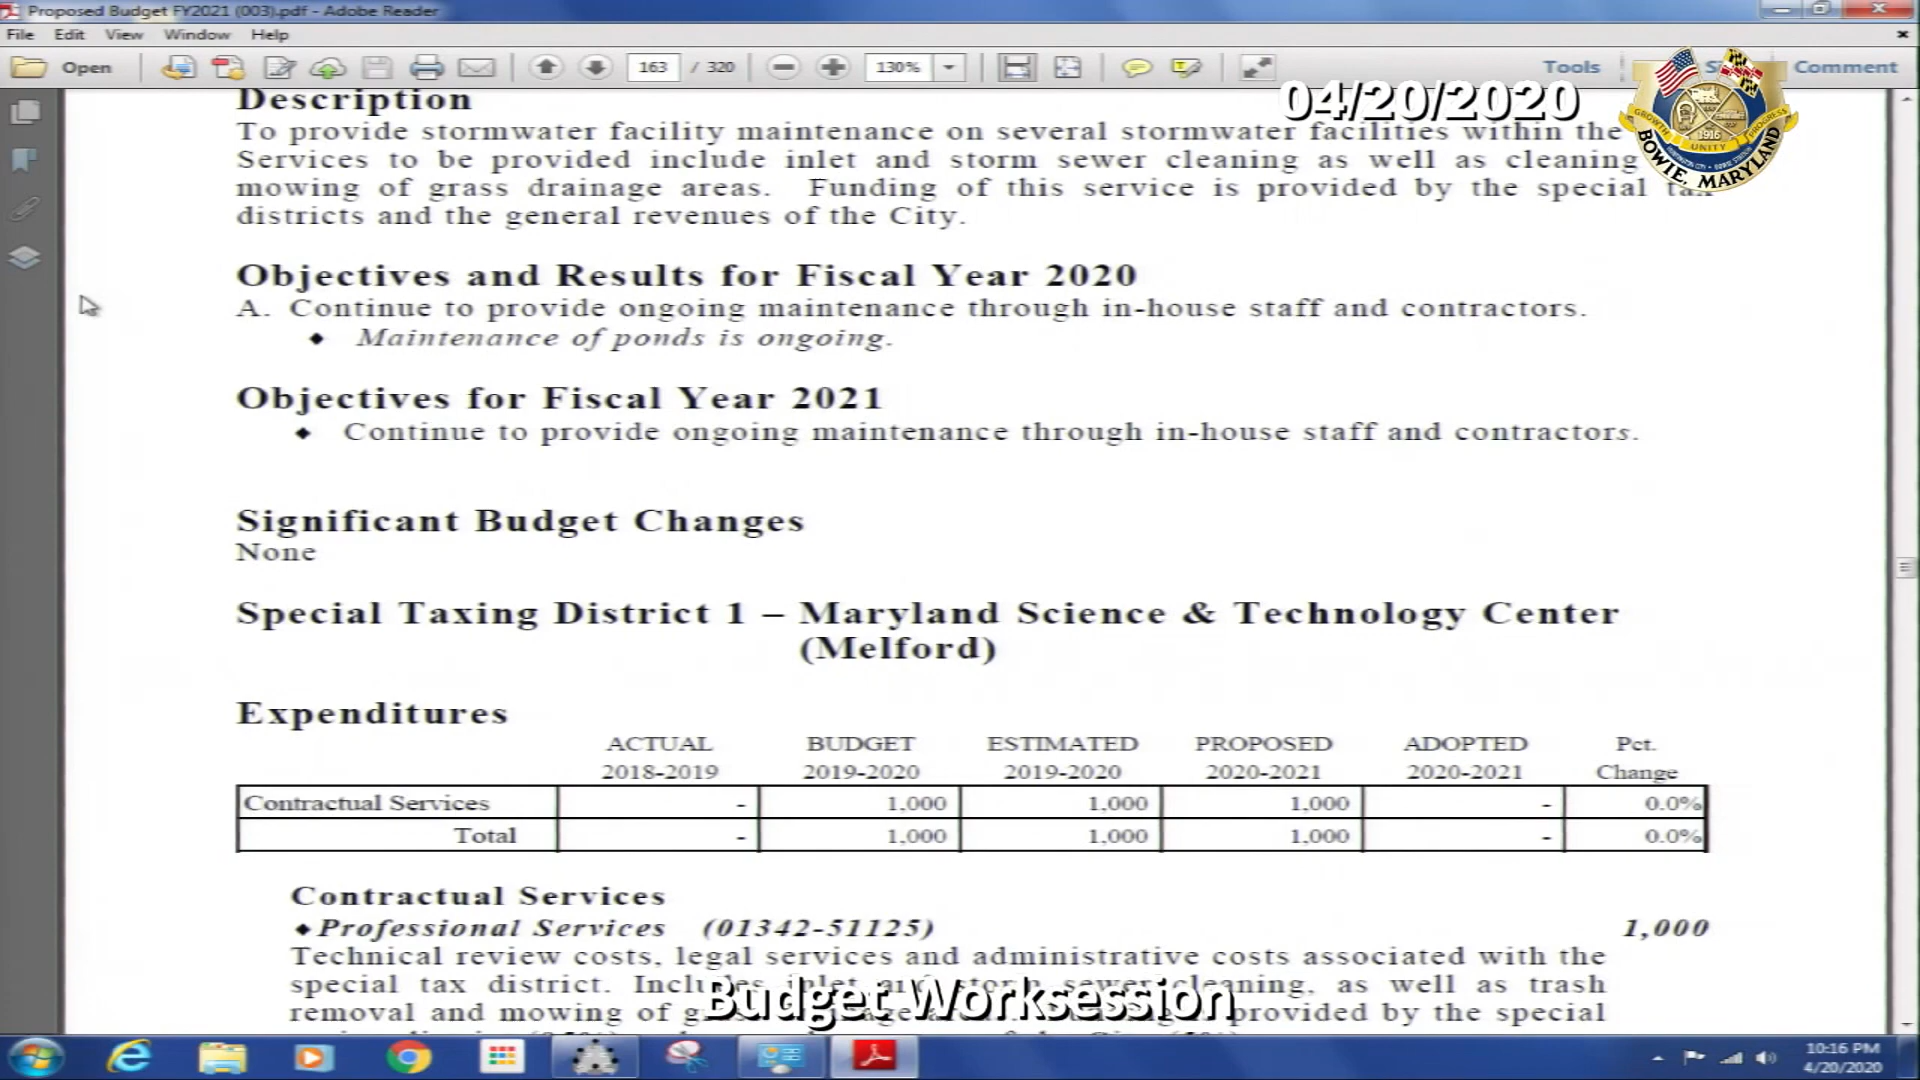 Proposed Budget FY2021 (003).pdf - Adobe Reader
File Edit View Window Help
Open 163 / 320 130% Tools Comment
04/20/2020
GROWTH UNITY PROGRESS
1916
BOWIE, MARYLAND
Description
To provide stormwater facility maintenance on several stormwater facilities within the
Services to be provided include inlet and storm sewer cleaning as well as cleaning
mowing of grass drainage areas. Funding of this service is provided by the special tax
districts and the general revenues of the City.
Objectives and Results for Fiscal Year 2020
A. Continue to provide ongoing maintenance through in-house staff and contractors.
◆ Maintenance of ponds is ongoing.
Objectives for Fiscal Year 2021
◆ Continue to provide ongoing maintenance through in-house staff and contractors.
Significant Budget Changes
None
Special Taxing District 1 – Maryland Science & Technology Center
(Melford)
Expenditures
ACTUAL BUDGET ESTIMATED PROPOSED ADOPTED Pct.
2018-2019 2019-2020 2019-2020 2020-2021 2020-2021 Change
Contractual Services - 1,000 1,000 1,000 - 0.0%
Total - 1,000 1,000 1,000 - 0.0%
Contractual Services
◆ Professional Services (01342-51125) 1,000
Technical review costs, legal services and administrative costs associated with the
special tax district. Includes inlet and storm sewer cleaning, as well as trash
removal and mowing of provided by the special
Budget Worksession
10:16 PM
4/20/2020